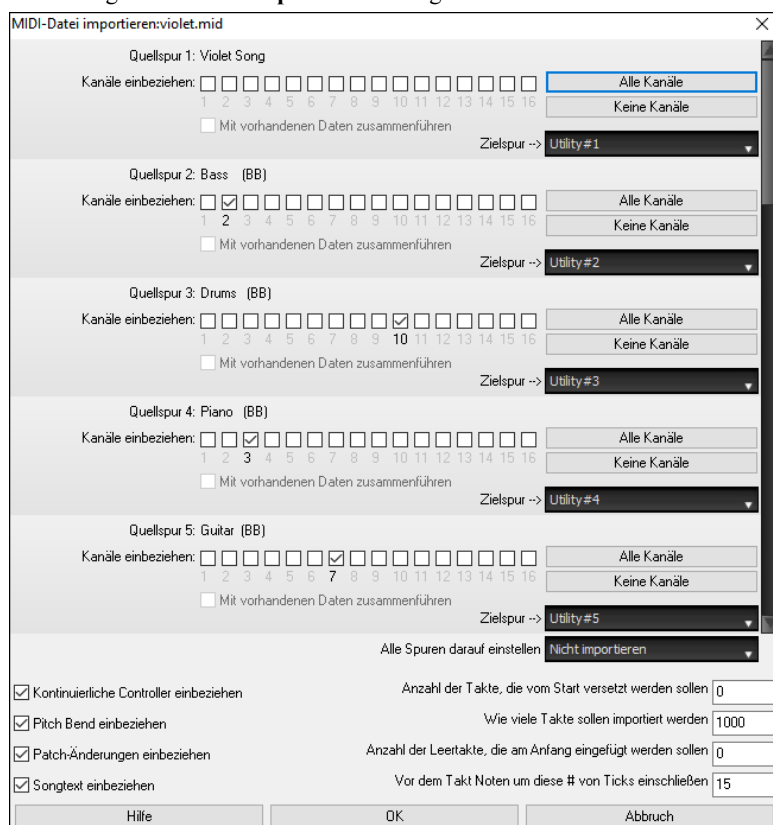 MIDI-Datei importieren:violet.mid
Quellspur 1: Violet Song
Kanäle einbeziehen:
Alle Kanäle
1 2 3 4 5 6 7 8 9 10 11 12 13 14 15 16
Keine Kanäle
Mit vorhandenen Daten zusammenführen
Zielspur --> Utility#1
Quellspur 2: Bass (BB)
Kanäle einbeziehen:
Alle Kanäle
1 2 3 4 5 6 7 8 9 10 11 12 13 14 15 16
Keine Kanäle
Mit vorhandenen Daten zusammenführen
Zielspur --> Utility#2
Quellspur 3: Drums (BB)
Kanäle einbeziehen:
Alle Kanäle
1 2 3 4 5 6 7 8 9 10 11 12 13 14 15 16
Keine Kanäle
Mit vorhandenen Daten zusammenführen
Zielspur --> Utility#3
Quellspur 4: Piano (BB)
Kanäle einbeziehen:
Alle Kanäle
1 2 3 4 5 6 7 8 9 10 11 12 13 14 15 16
Keine Kanäle
Mit vorhandenen Daten zusammenführen
Zielspur --> Utility#4
Quellspur 5: Guitar (BB)
Kanäle einbeziehen:
Alle Kanäle
1 2 3 4 5 6 7 8 9 10 11 12 13 14 15 16
Keine Kanäle
Mit vorhandenen Daten zusammenführen
Zielspur --> Utility#5
Alle Spuren darauf einstellen Nicht importieren
Kontinuierliche Controller einbeziehen
Anzahl der Takte, die vom Start versetzt werden sollen 0
Pitch Bend einbeziehen
Wie viele Takte sollen importiert werden 1000
Patch-Änderungen einbeziehen
Anzahl der Leertakte, die am Anfang eingefügt werden sollen 0
Songtext einbeziehen
Vor dem Takt Noten um diese # von Ticks einschließen 15
Hilfe
OK
Abbruch